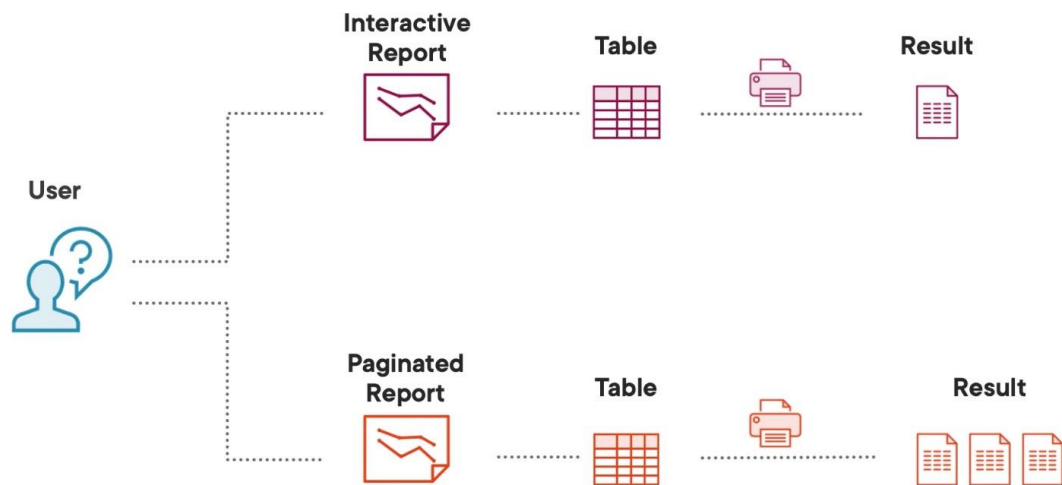 Interactive
Report
Table
Result
User
?
Paginated
Report
Table
Result